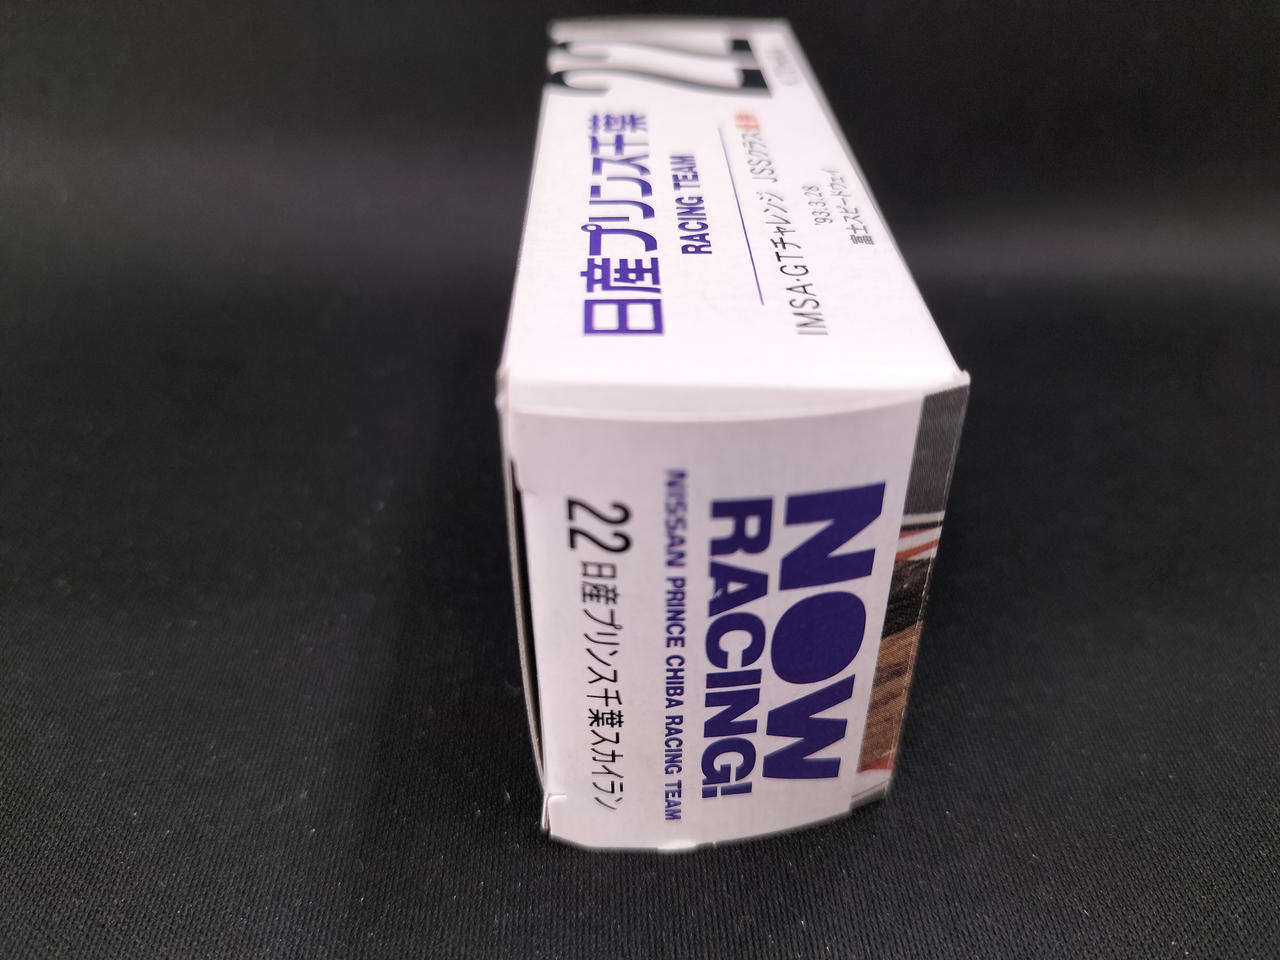 22
日産プリンス千葉
RACING TEAM
IMSA·GTチャレンジ JSSクラス優勝
'93.3.28
富士スピードウェイ
NOW
RACING!
NISSAN PRINCE CHIBA RACING TEAM
22 日産プリンス千葉スカイラン